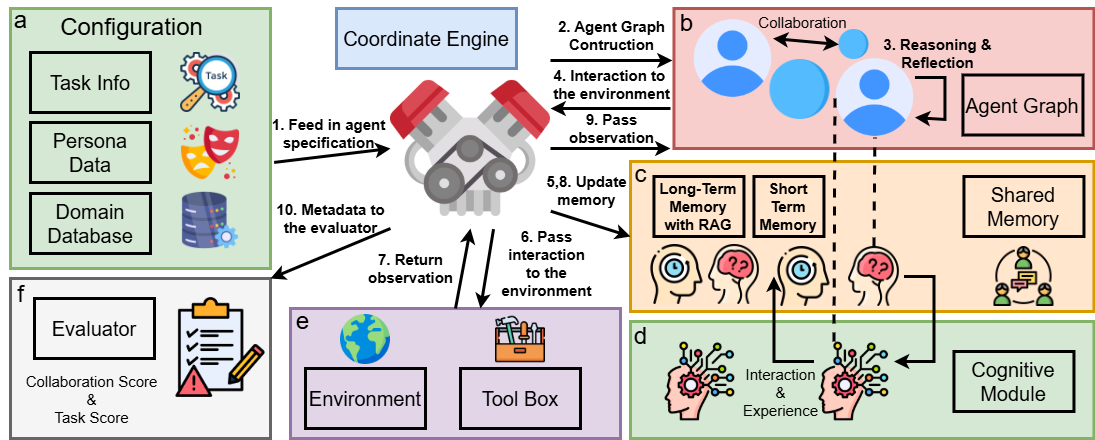 a
Configuration
Task Info
Task
Persona
Data
Domain
Database
Coordinate Engine
1. Feed in agent
specification
2. Agent Graph
Contruction
4. Interaction to
the environment
9. Pass
observation
5,8. Update
memory
10. Metadata to
the evaluator
7. Return
observation
6. Pass
interaction
to the
environment
b
Collaboration
3. Reasoning &
Reflection
Agent Graph
c
Long-Term
Memory
with RAG
Short
Term
Memory
Shared
Memory
??
??
d
Interaction
&
Experience
Cognitive
Module
e
Environment
Tool Box
f
Evaluator
Collaboration Score
&
Task Score